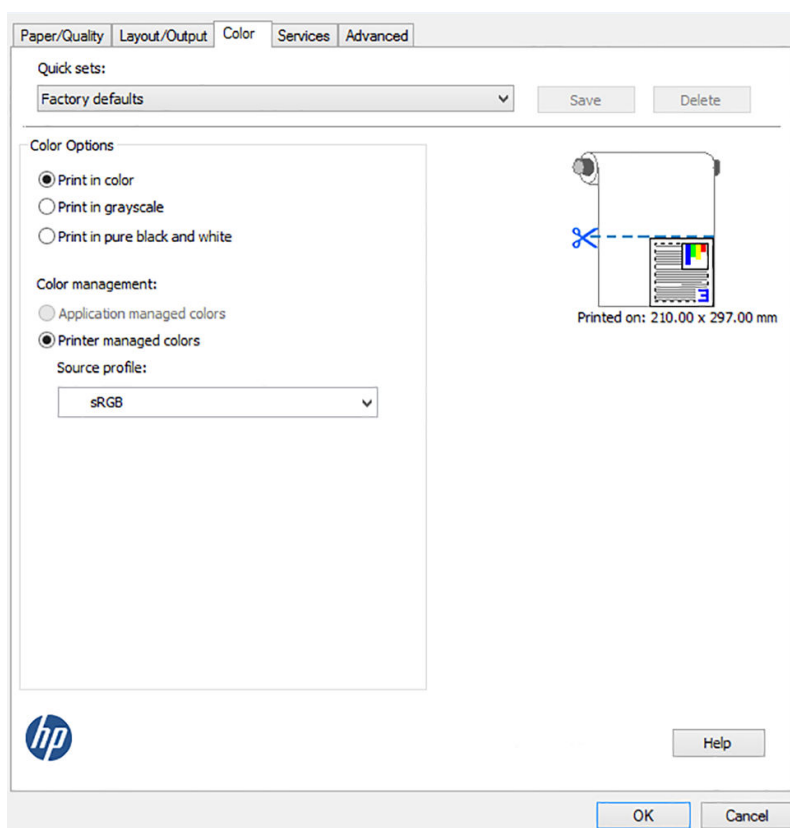 Paper/Quality Layout/Output Color Services Advanced
Quick sets:
Factory defaults Save Delete
Color Options
Print in color
Print in grayscale
Print in pure black and white
Color management:
Application managed colors
Printer managed colors
Source profile:
sRGB
Printed on: 210.00 x 297.00 mm
hp
Help
OK Cancel